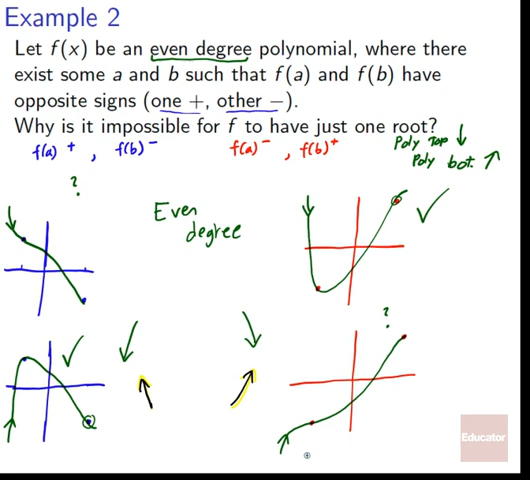 Example 2
Let f(x) be an even degree polynomial, where there
exist some a and b such that f(a) and f(b) have
opposite signs (one +, other −).
Why is it impossible for f to have just one root?
f(a) + , f(b) −
f(a) − , f(b) +
Poly top ↓
Poly bot. ↑
?
Even
degree
?
Educator